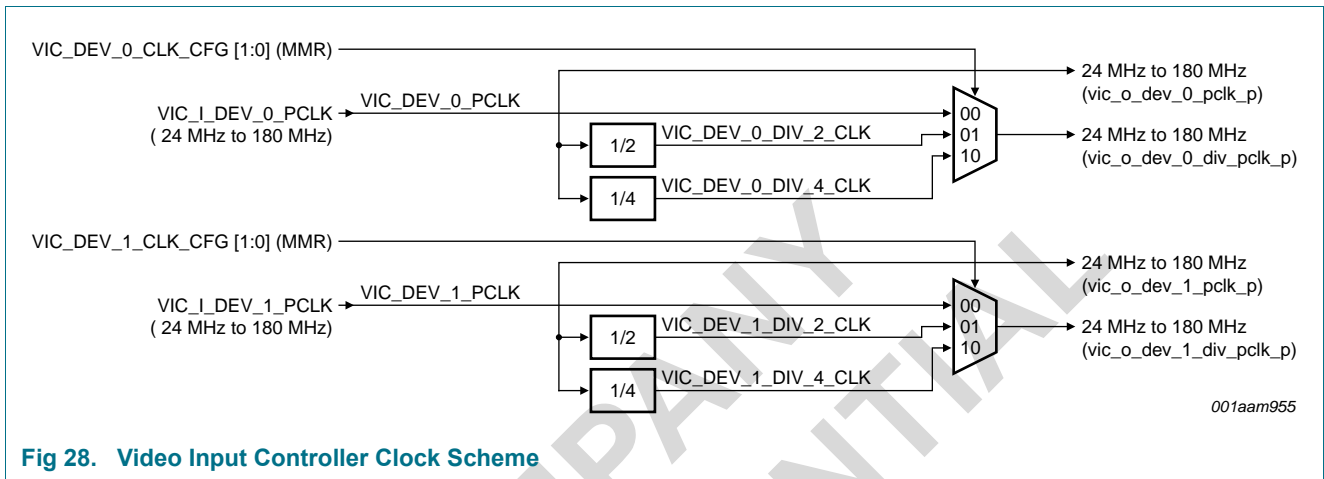 VIC_DEV_0_CLK_CFG [1:0] (MMR)
24 MHz to 180 MHz
(vic_o_dev_0_pclk_p)
VIC_I_DEV_0_PCLK
( 24 MHz to 180 MHz)
VIC_DEV_0_PCLK
00
01
10
1/2
VIC_DEV_0_DIV_2_CLK
24 MHz to 180 MHz
(vic_o_dev_0_div_pclk_p)
1/4
VIC_DEV_0_DIV_4_CLK
VIC_DEV_1_CLK_CFG [1:0] (MMR)
24 MHz to 180 MHz
(vic_o_dev_1_pclk_p)
VIC_I_DEV_1_PCLK
( 24 MHz to 180 MHz)
VIC_DEV_1_PCLK
00
01
10
1/2
VIC_DEV_1_DIV_2_CLK
24 MHz to 180 MHz
(vic_o_dev_1_div_pclk_p)
1/4
VIC_DEV_1_DIV_4_CLK
001aam955
Fig 28. Video Input Controller Clock Scheme